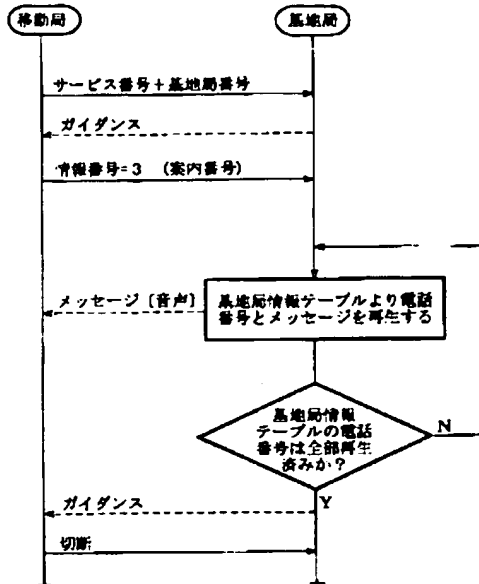 移動局
基地局
サービス番号+基地局番号
ガイダンス
情報番号=3 (案内番号)
メッセージ〔音声〕
基地局情報テーブルより電話
番号とメッセージを再生する
基地局情報
テーブルの電話
番号は全部再生
済みか?
N
Y
ガイダンス
切断